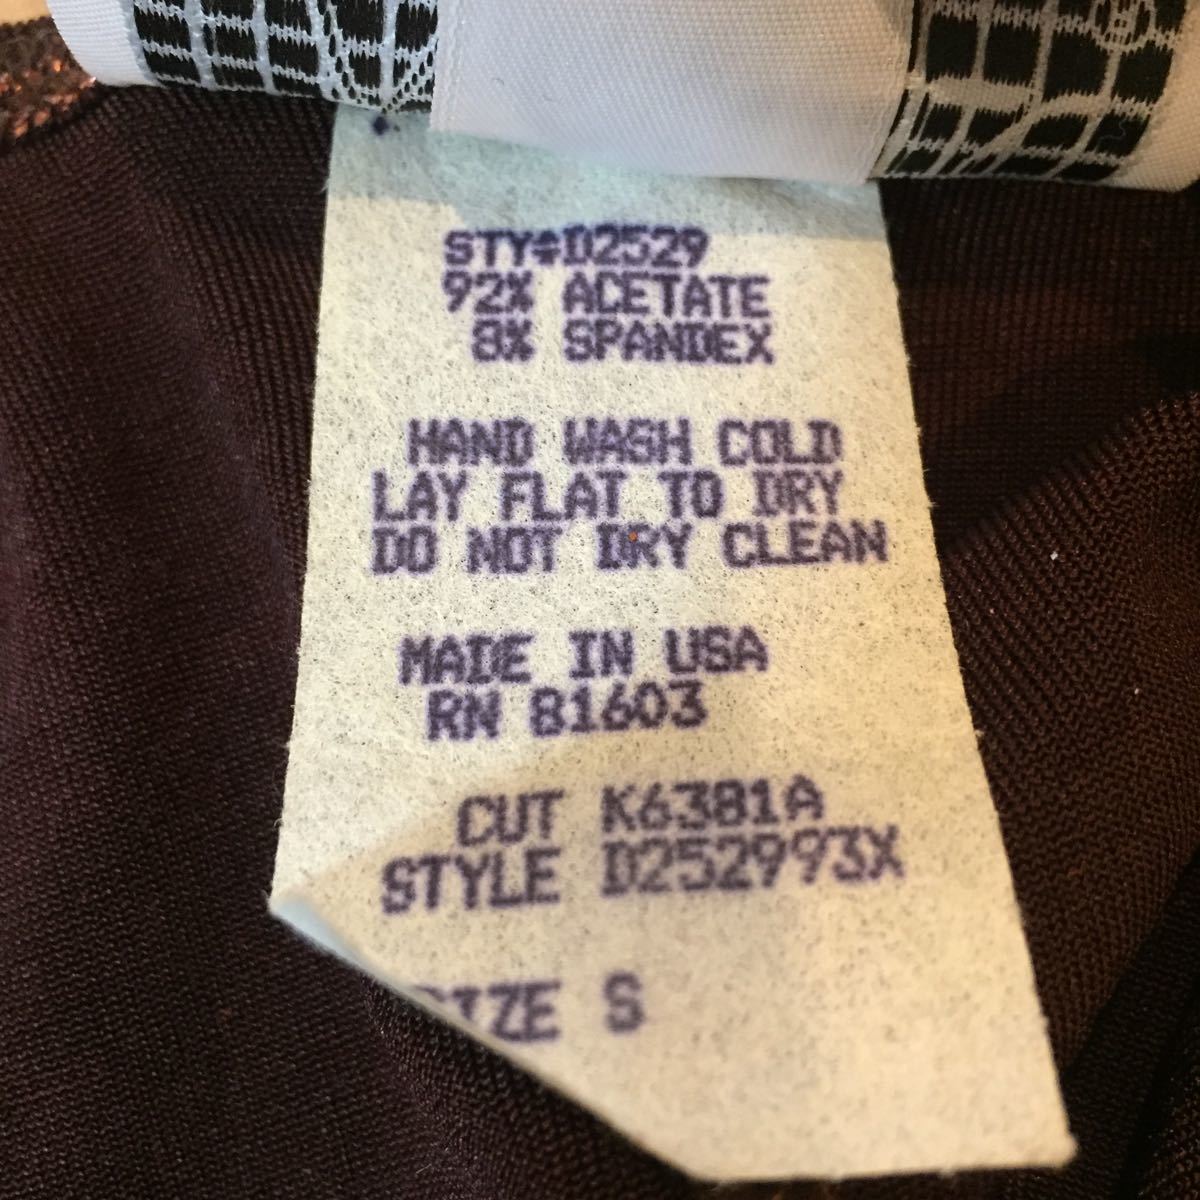 STY#D2529
92% ACETATE
8% SPANDEX
HAND WASH COLD
LAY FLAT TO DRY
DO NOT DRY CLEAN
MADE IN USA
RN 81603
CUT K6381A
STYLE D252993X
SIZE S